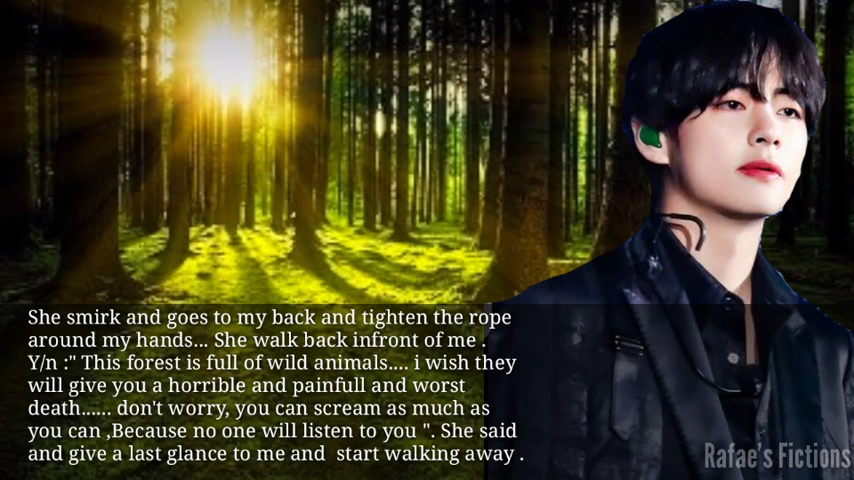 She smirk and goes to my back and tighten the rope
around my hands... She walk back infront of me .
Y/n :" This forest is full of wild animals.... i wish they
will give you a horrible and painfull and worst
death...... don't worry, you can scream as much as
you can ,Because no one will listen to you ". She said
and give a last glance to me and  start walking away .
Rafae's Fictions